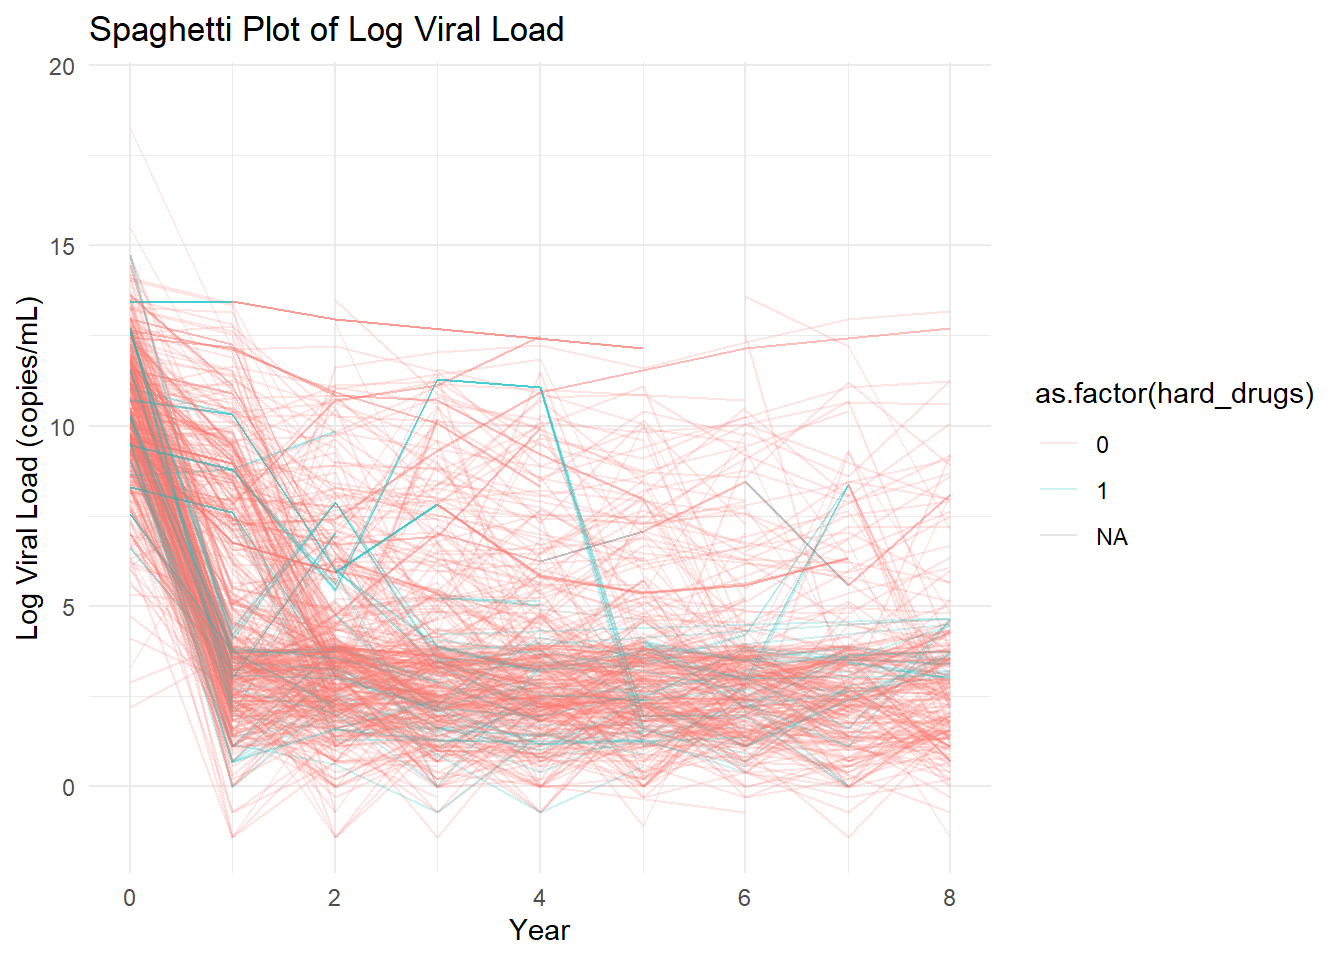 Spaghetti Plot of Log Viral Load
20
15
10
5
0
Log Viral Load (copies/mL)
0 2 4 6 8
Year
as.factor(hard_drugs)
0
1
NA